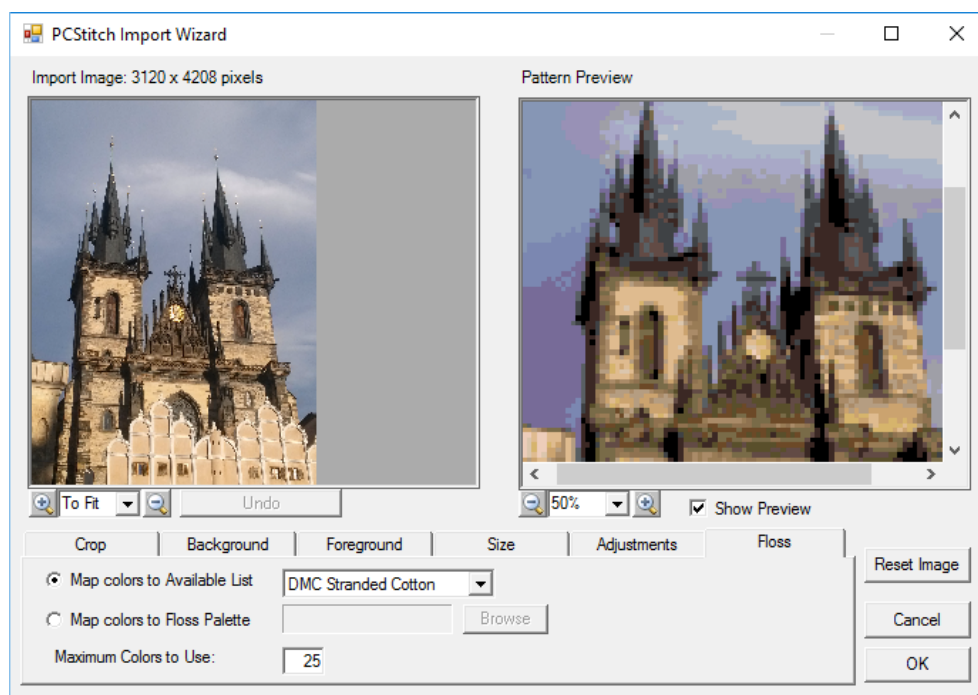 PCStitch Import Wizard
Import Image: 3120 x 4208 pixels
Pattern Preview
To Fit
Undo
50%
Show Preview
Crop
Background
Foreground
Size
Adjustments
Floss
Map colors to Available List
DMC Stranded Cotton
Map colors to Floss Palette
Browse
Maximum Colors to Use:
25
Reset Image
Cancel
OK